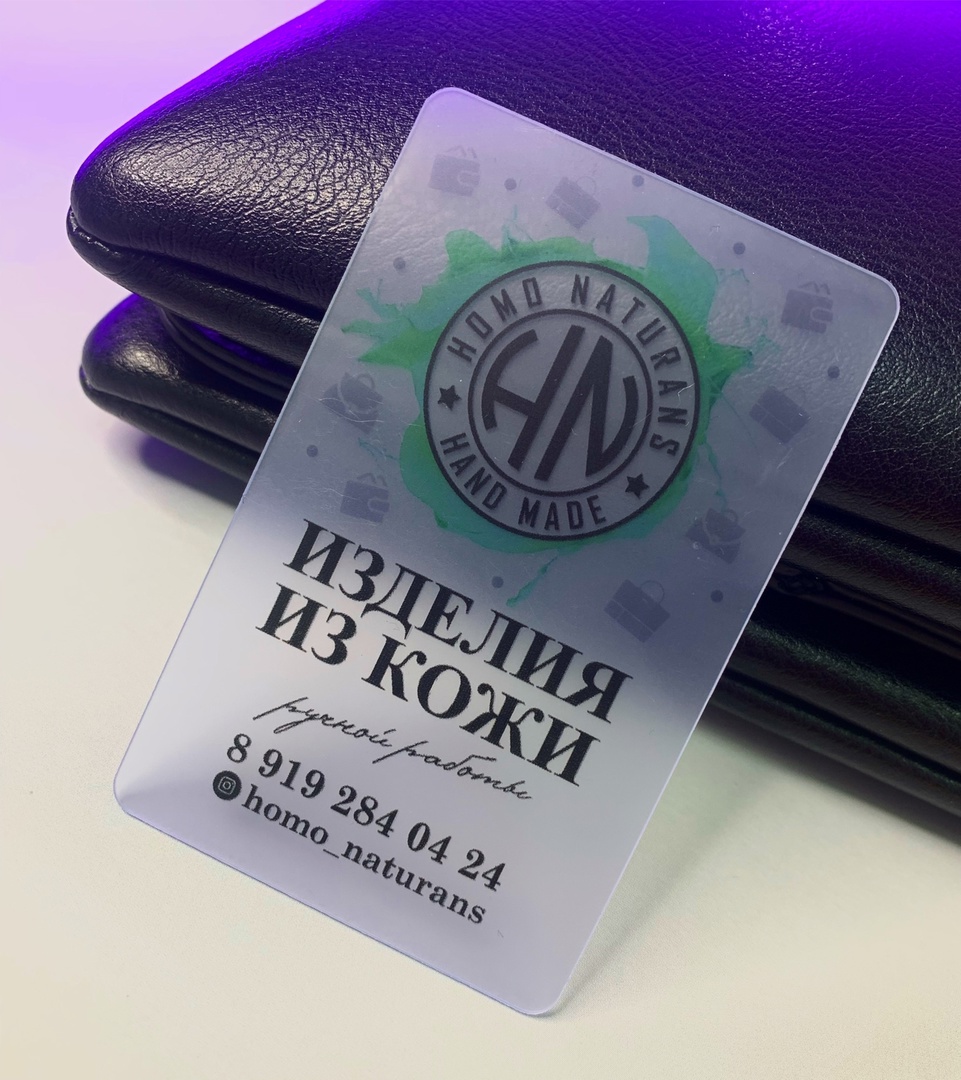 HOMO NATURANS
HN
HAND MADE
ИЗДЕЛИЯ
ИЗ КОЖИ
ручной работы
8 919 284 04 24
homo_naturans